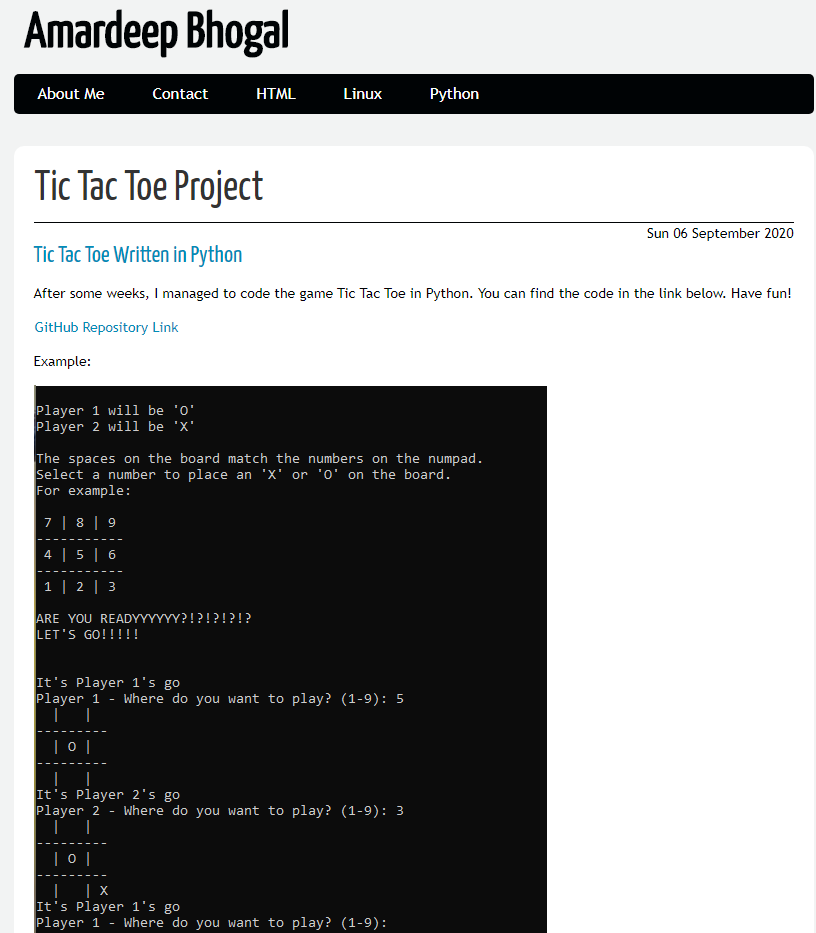 Amardeep Bhogal
About Me Contact HTML Linux Python
Tic Tac Toe Project
Sun 06 September 2020
Tic Tac Toe Written in Python
After some weeks, I managed to code the game Tic Tac Toe in Python. You can find the code in the link below. Have fun!
GitHub Repository Link
Example:
Player 1 will be 'O'
Player 2 will be 'X'
The spaces on the board match the numbers on the numpad.
Select a number to place an 'X' or 'O' on the board.
For example:
7 | 8 | 9
-----------
4 | 5 | 6
-----------
1 | 2 | 3
ARE YOU READYYYYYY?!?!?!?!?
LET'S GO!!!!!
It's Player 1's go
Player 1 - Where do you want to play? (1-9): 5
  |   |
---------
  | O |
---------
  |   |
It's Player 2's go
Player 2 - Where do you want to play? (1-9): 3
  |   |
---------
  | O |
---------
  |   | X
It's Player 1's go
Player 1 - Where do you want to play? (1-9):